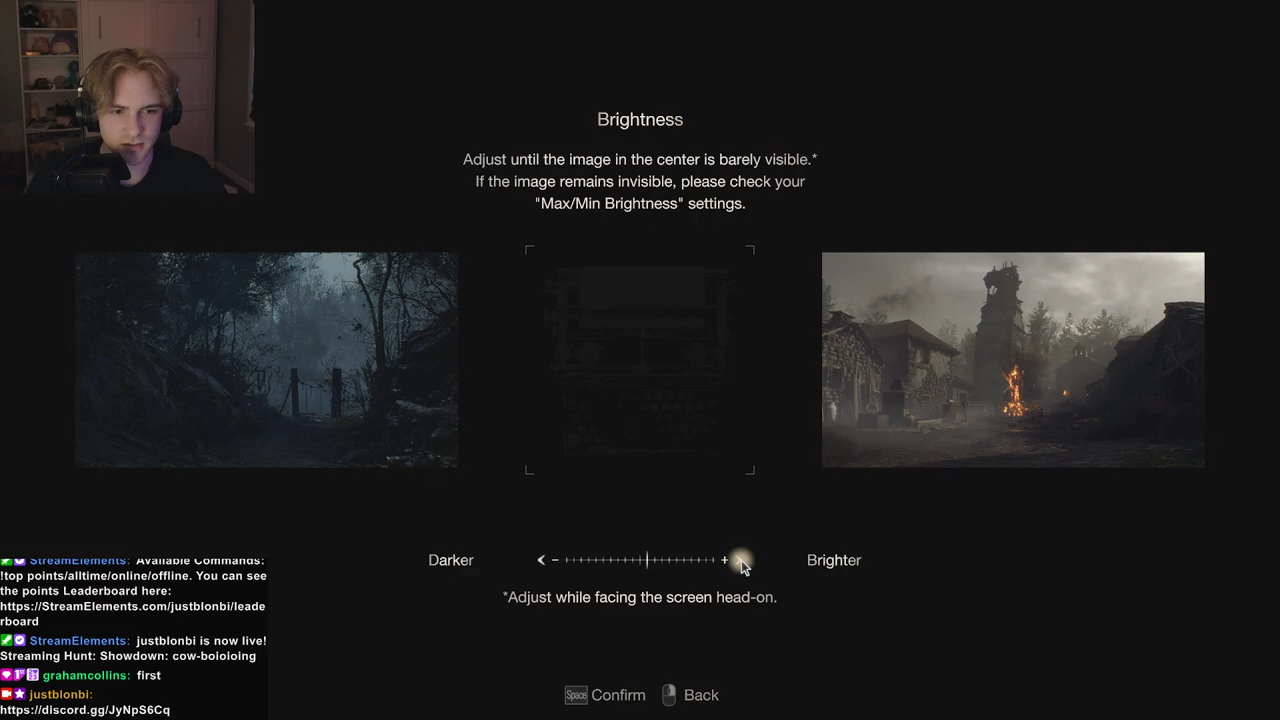 Brightness
Adjust until the image in the center is barely visible.*
If the image remains invisible, please check your
"Max/Min Brightness" settings.
Darker
Brighter
*Adjust while facing the screen head-on.
Space Confirm Back
StreamElements: Available Commands:
!top points/alltime/online/offline. You can see
the points Leaderboard here:
https://StreamElements.com/justblonbi/leade
rboard
StreamElements: justblonbi is now live!
Streaming Hunt: Showdown: cow-boioioing
grahamcollins: first
justblonbi:
https://discord.gg/JyNpS6Cq